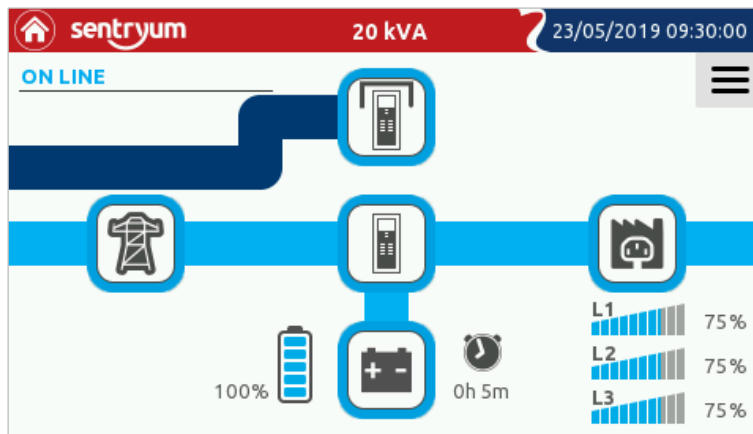 sentryum
20 kVA
23/05/2019 09:30:00
ON LINE
L1
75%
L2
75%
L3
75%
100%
0h 5m